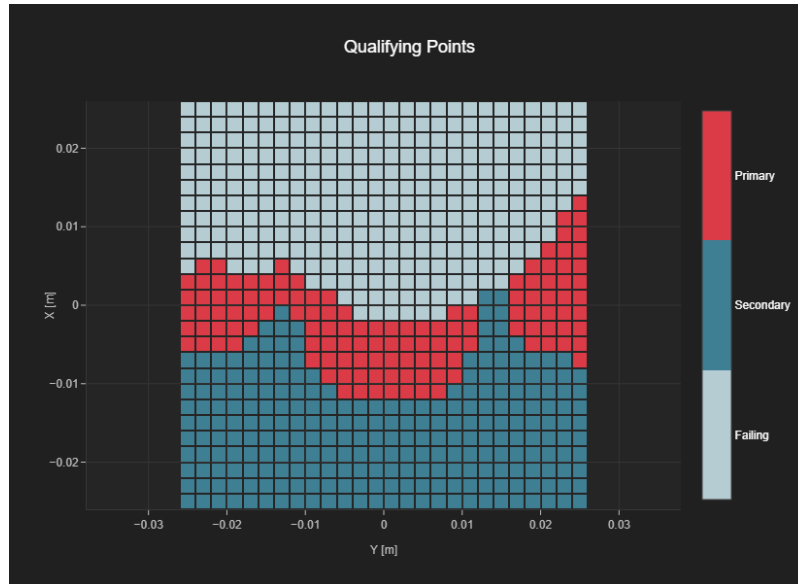 Qualifying Points
0.02
0.01
0
−0.01
−0.02
X [m]
−0.03
−0.02
−0.01
0
0.01
0.02
0.03
Y [m]
Primary
Secondary
Failing